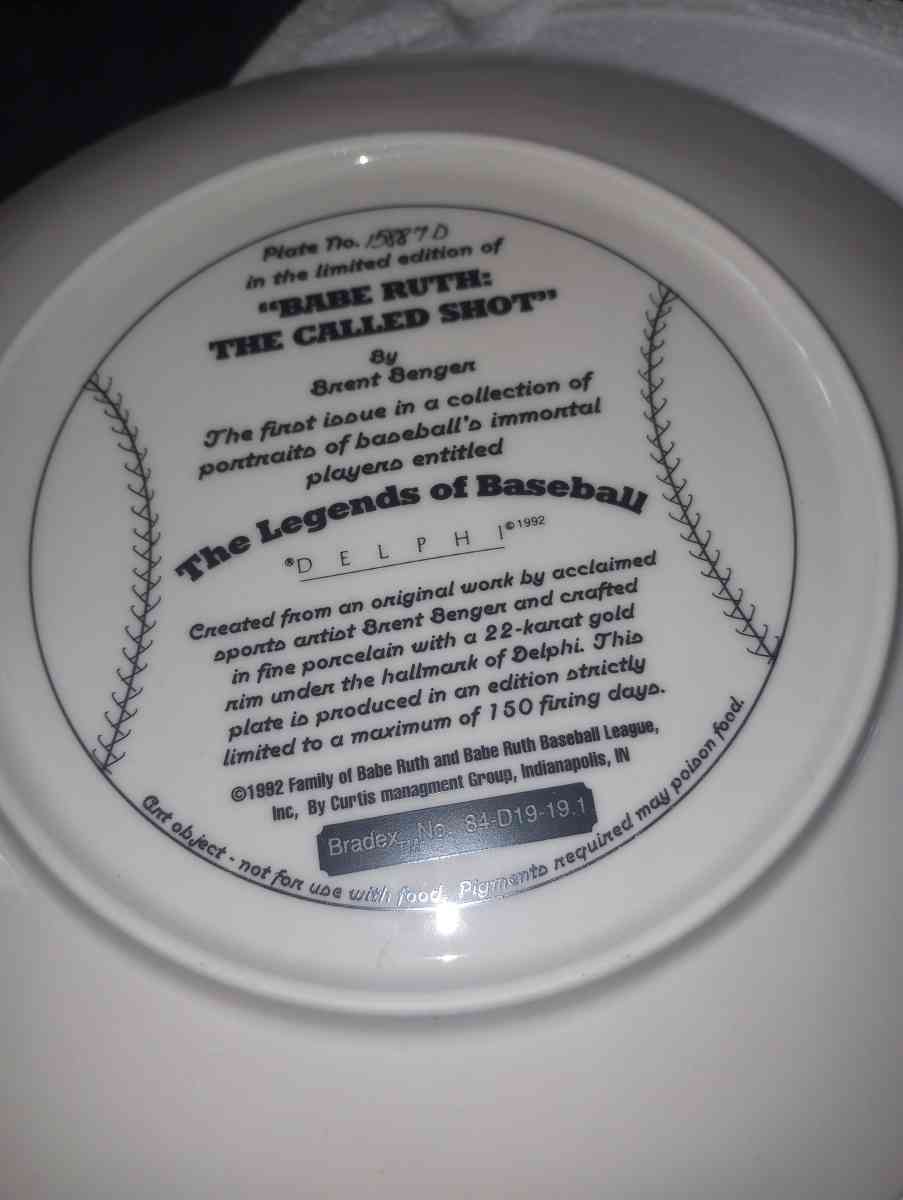 Plate No. 15887D
in the limited edition of
"BABE RUTH:
THE CALLED SHOT"
By
Brent Benger
The first issue in a collection of
portraits of baseball's immortal
players entitled
The Legends of Baseball
®DELPHI ©1992
Created from an original work by acclaimed
sports artist Brent Benger and crafted
in fine porcelain with a 22-karat gold
rim under the hallmark of Delphi. This
plate is produced in an edition strictly
limited to a maximum of 150 firing days.
©1992 Family of Babe Ruth and Babe Ruth Baseball League,
Inc, By Curtis managment Group, Indianapolis, IN
Bradex TM No. 84-D19-19.1
Art object - not for use with food. Pigments required may poison food.